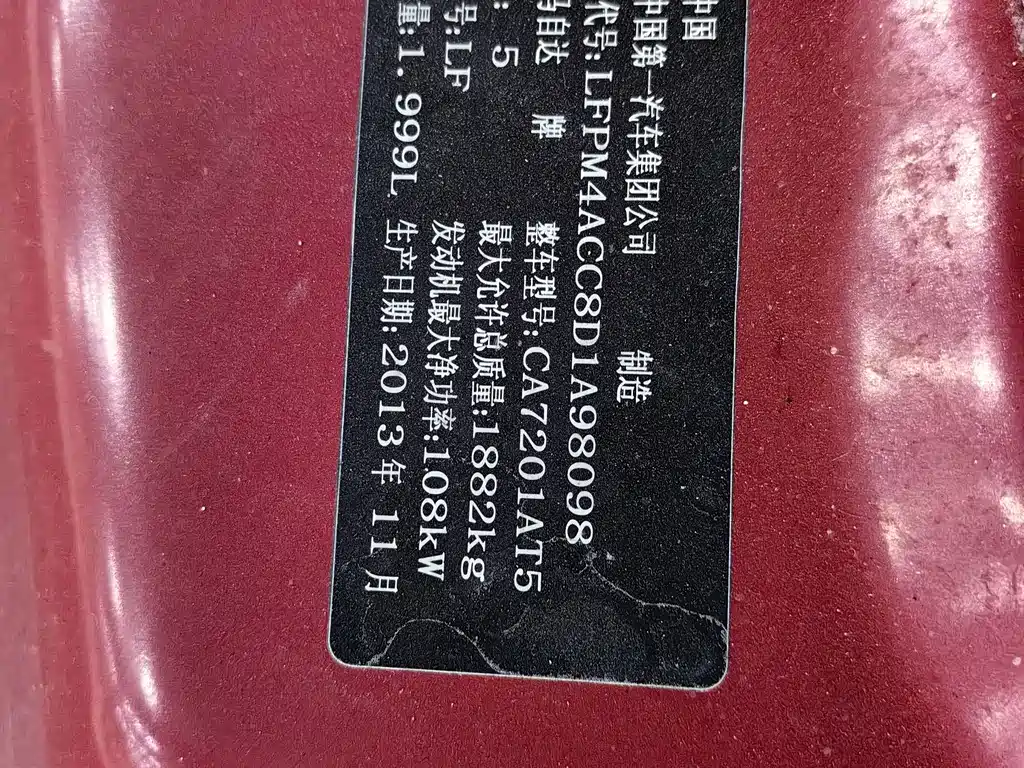 中国
中国第一汽车集团公司 制造
代号:LFPM4ACC8D1A98098
马自达 牌 整车型号:CA7201AT5
: 5 最大允许总质量:1882kg
号:LF 发动机最大净功率:108kW
量:1.999L 生产日期:2013年 11月